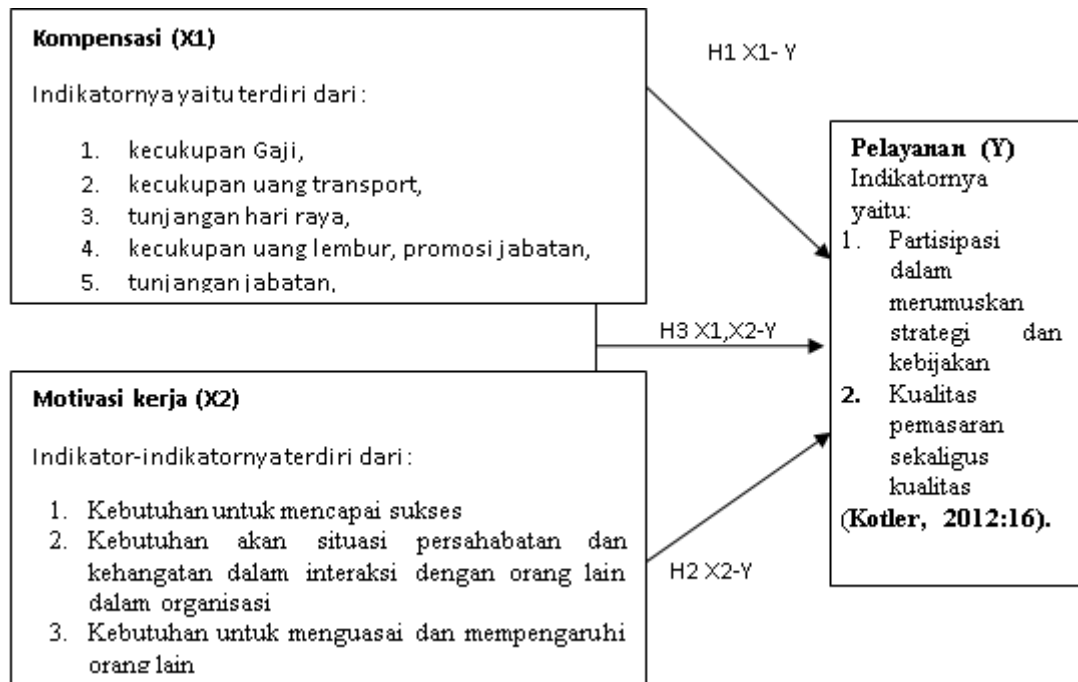 Kompensasi (X1)
Indikatornya yaitu terdiri dari :
1. kecukupan Gaji,
2. kecukupan uang transport,
3. tunjangan hari raya,
4. kecukupan uang lembur, promosi jabatan,
5. tunjangan jabatan.
H1 X1- Y
H3 X1,X2-Y
Motivasi kerja (X2)
Indikator-indikatornya terdiri dari :
1. Kebutuhan untuk mencapai sukses
2. Kebutuhan akan situasi persahabatan dan
kehangatan dalam interaksi dengan orang lain
dalam organisasi
3. Kebutuhan untuk menguasai dan mempengaruhi
orang lain
H2 X2-Y
Pelayanan (Y)
Indikatornya
yaitu:
1. Partisipasi
dalam
merumuskan
strategi dan
kebijakan
2. Kualitas
pemasaran
sekaligus
kualitas
(Kotler, 2012:16).